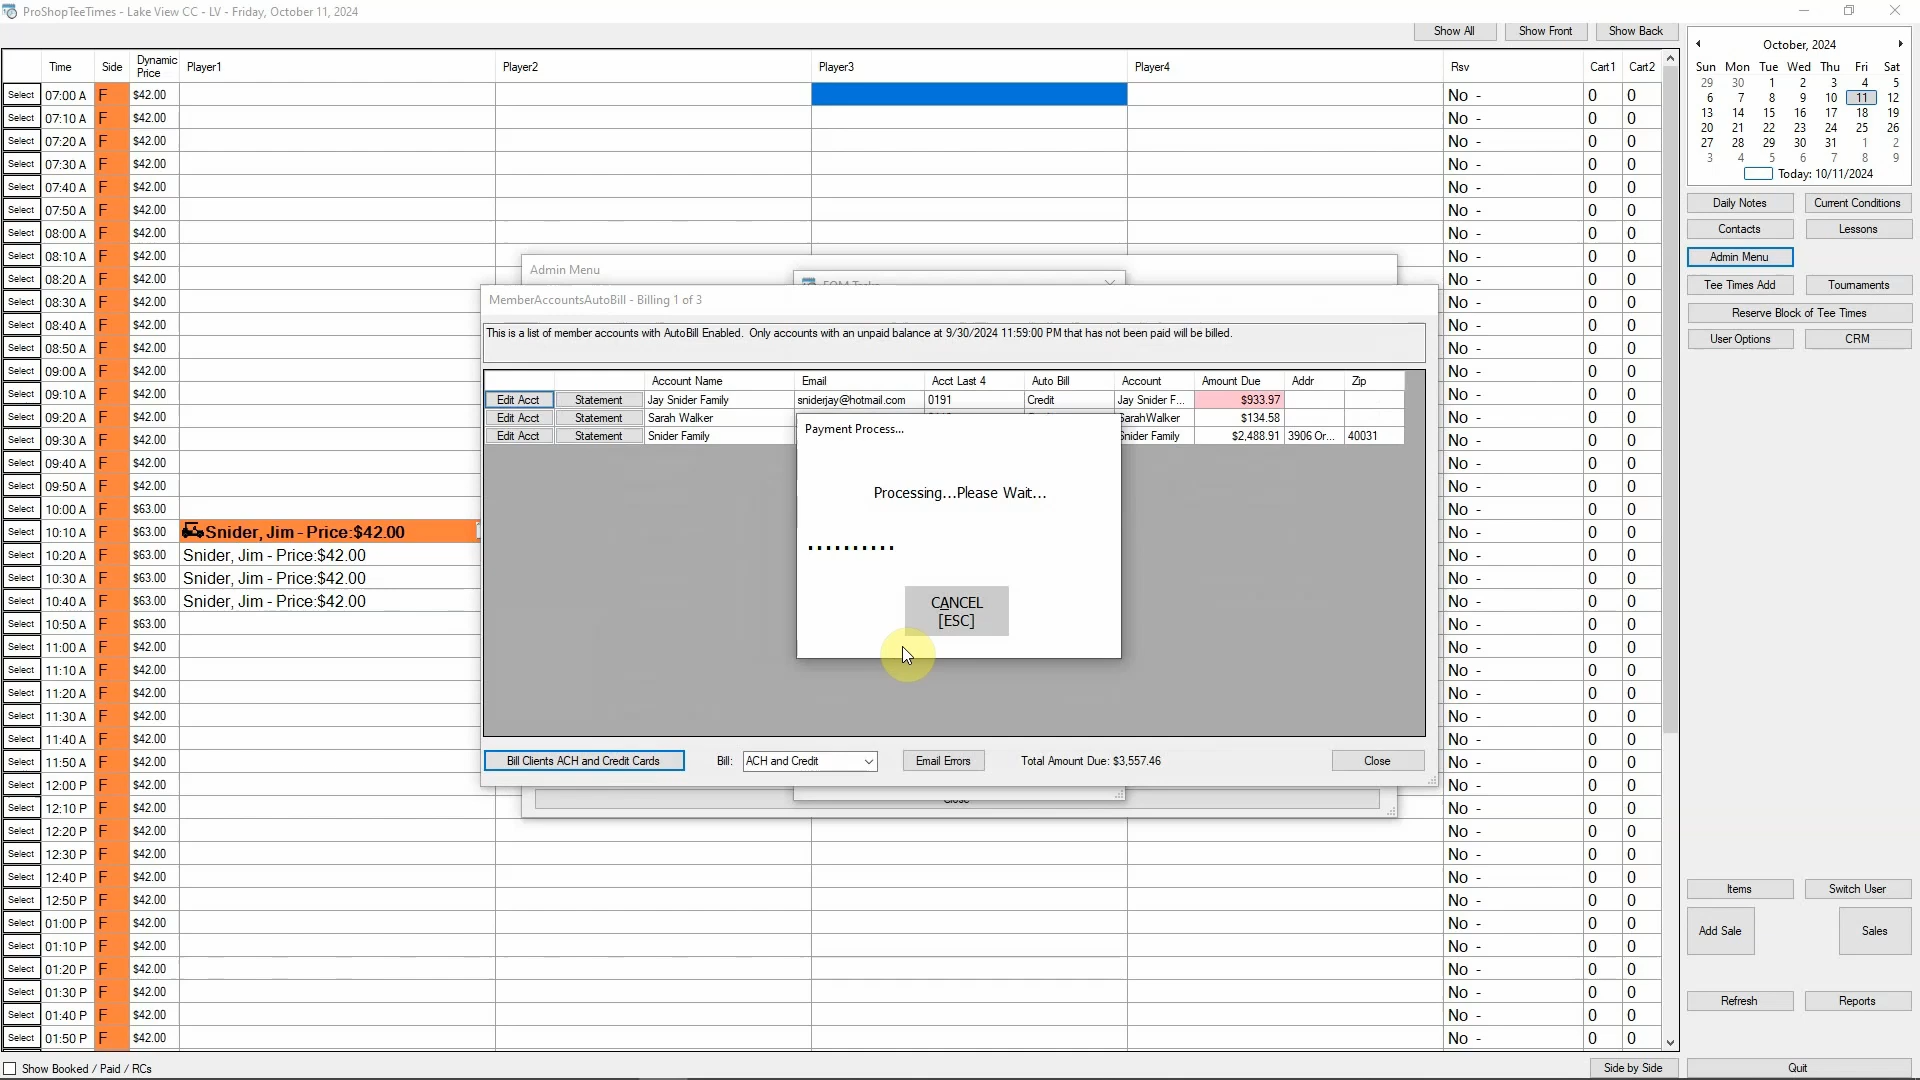 ProShopTeeTimes - Lake View CC - LV - Friday, October 11, 2024
Show All Show Front Show Back
Time Side Dynamic Price Player1 Player2 Player3 Player4 Rsv Cart1 Cart2
Select 07:00 A F $42.00 No - 0 0
Select 07:10 A F $42.00 No - 0 0
Select 07:20 A F $42.00 No - 0 0
Select 07:30 A F $42.00 No - 0 0
Select 07:40 A F $42.00 No - 0 0
Select 07:50 A F $42.00 No - 0 0
Select 08:00 A F $42.00 No - 0 0
Select 08:10 A F $42.00 No - 0 0
Select 08:20 A F $42.00 No - 0 0
Select 08:30 A F $42.00 No - 0 0
Select 08:40 A F $42.00 No - 0 0
Select 08:50 A F $42.00 No - 0 0
Select 09:00 A F $42.00 No - 0 0
Select 09:10 A F $42.00 No - 0 0
Select 09:20 A F $42.00 No - 0 0
Select 09:30 A F $42.00 No - 0 0
Select 09:40 A F $42.00 No - 0 0
Select 09:50 A F $42.00 No - 0 0
Select 10:00 A F $63.00 No - 0 0
Select 10:10 A F $63.00 Snider, Jim - Price:$42.00 No - 0 0
Select 10:20 A F $63.00 Snider, Jim - Price:$42.00 No - 0 0
Select 10:30 A F $63.00 Snider, Jim - Price:$42.00 No - 0 0
Select 10:40 A F $63.00 Snider, Jim - Price:$42.00 No - 0 0
Select 10:50 A F $63.00 No - 0 0
Select 11:00 A F $42.00 No - 0 0
Select 11:10 A F $42.00 No - 0 0
Select 11:20 A F $42.00 No - 0 0
Select 11:30 A F $42.00 No - 0 0
Select 11:40 A F $42.00 No - 0 0
Select 11:50 A F $42.00 No - 0 0
Select 12:00 P F $42.00 No - 0 0
Select 12:10 P F $42.00 No - 0 0
Select 12:20 P F $42.00 No - 0 0
Select 12:30 P F $42.00 No - 0 0
Select 12:40 P F $42.00 No - 0 0
Select 12:50 P F $42.00 No - 0 0
Select 01:00 P F $42.00 No - 0 0
Select 01:10 P F $42.00 No - 0 0
Select 01:20 P F $42.00 No - 0 0
Select 01:30 P F $42.00 No - 0 0
Select 01:40 P F $42.00 No - 0 0
Select 01:50 P F $42.00 No - 0 0
Show Booked / Paid / RCs
Side by Side
Admin Menu
MemberAccountsAutoBill - Billing 1 of 3
This is a list of member accounts with AutoBill Enabled. Only accounts with an unpaid balance at 9/30/2024 11:59:00 PM that has not been paid will be billed.
Account Name Email Acct Last 4 Auto Bill Account Amount Due Addr Zip
Edit Acct Statement Jay Snider Family sniderjay@hotmail.com 0191 Credit Jay Snider F... $933.97
Edit Acct Statement Sarah Walker SarahWalker $134.58
Edit Acct Statement Snider Family Snider Family $2,488.91 3906 Or... 40031
Payment Process...
Processing...Please Wait...
CANCEL
[ESC]
Bill Clients ACH and Credit Cards Bill: ACH and Credit Email Errors Total Amount Due: $3,557.46 Close
October, 2024
Sun Mon Tue Wed Thu Fri Sat
29 30 1 2 3 4 5
6 7 8 9 10 11 12
13 14 15 16 17 18 19
20 21 22 23 24 25 26
27 28 29 30 31 1 2
3 4 5 6 7 8 9
Today: 10/11/2024
Daily Notes Current Conditions
Contacts Lessons
Admin Menu
Tee Times Add Tournaments
Reserve Block of Tee Times
User Options CRM
Items Switch User
Add Sale Sales
Refresh Reports
Quit